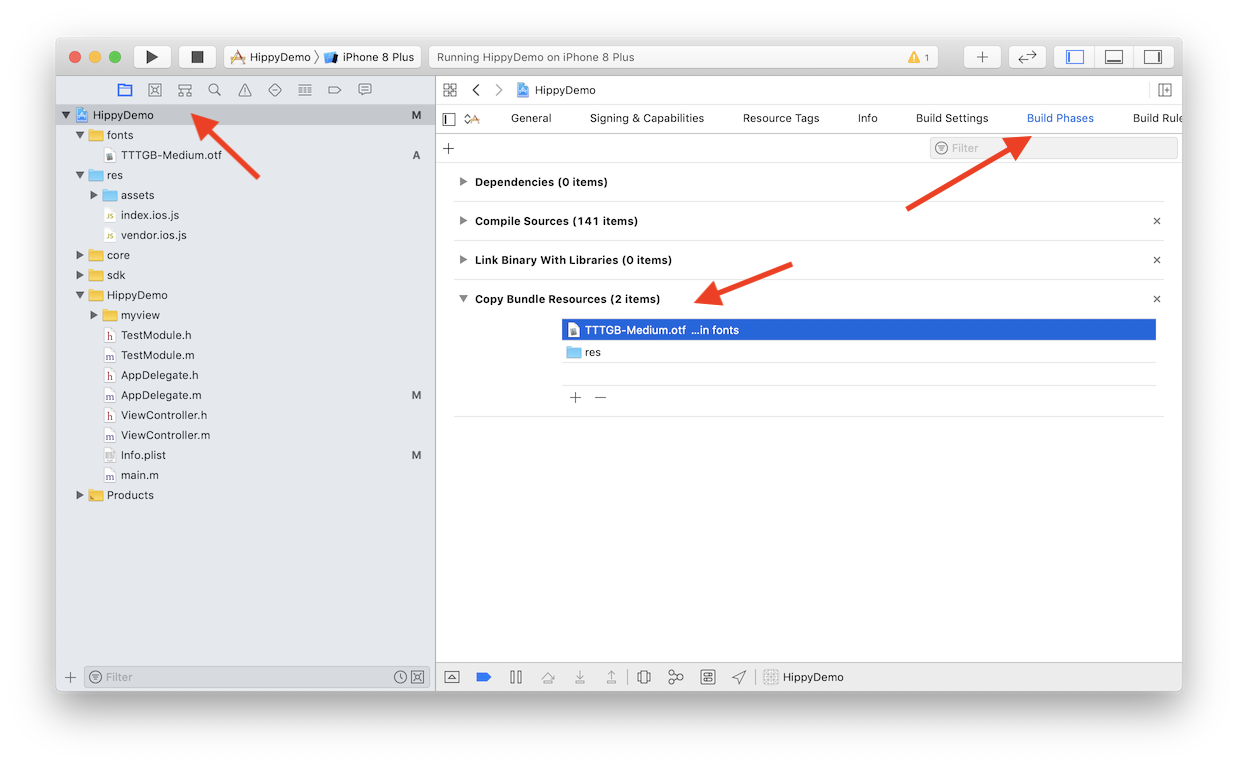 HippyDemo 〉 iPhone 8 Plus
Running HippyDemo on iPhone 8 Plus
1
HippyDemo
M
fonts
TTTGB-Medium.otf
A
res
assets
index.ios.js
vendor.ios.js
core
sdk
HippyDemo
myview
TestModule.h
TestModule.m
AppDelegate.h
AppDelegate.m
M
ViewController.h
ViewController.m
Info.plist
M
main.m
Products
Filter
HippyDemo
General
Signing & Capabilities
Resource Tags
Info
Build Settings
Build Phases
Build Rule
Filter
Dependencies (0 items)
Compile Sources (141 items)
Link Binary With Libraries (0 items)
Copy Bundle Resources (2 items)
TTTGB-Medium.otf ...in fonts
res
HippyDemo